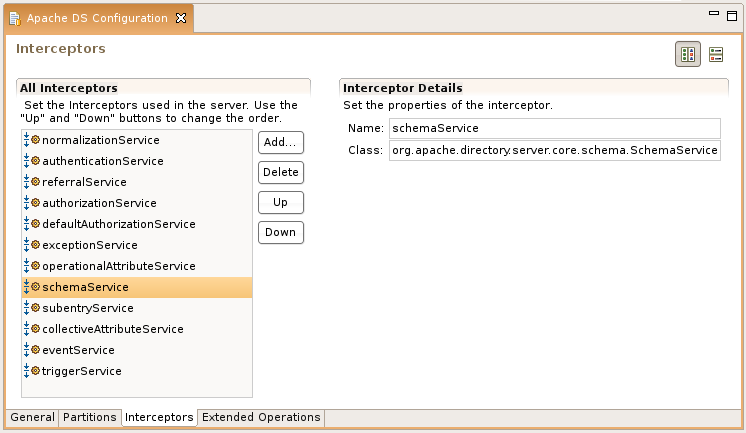 Apache DS Configuration
Interceptors
All Interceptors
Set the Interceptors used in the server. Use the
"Up" and "Down" buttons to change the order.
normalizationService
authenticationService
referralService
authorizationService
defaultAuthorizationService
exceptionService
operationalAttributeService
schemaService
subentryService
collectiveAttributeService
eventService
triggerService
Add...
Delete
Up
Down
Interceptor Details
Set the properties of the interceptor.
Name: schemaService
Class: org.apache.directory.server.core.schema.SchemaService
General Partitions Interceptors Extended Operations